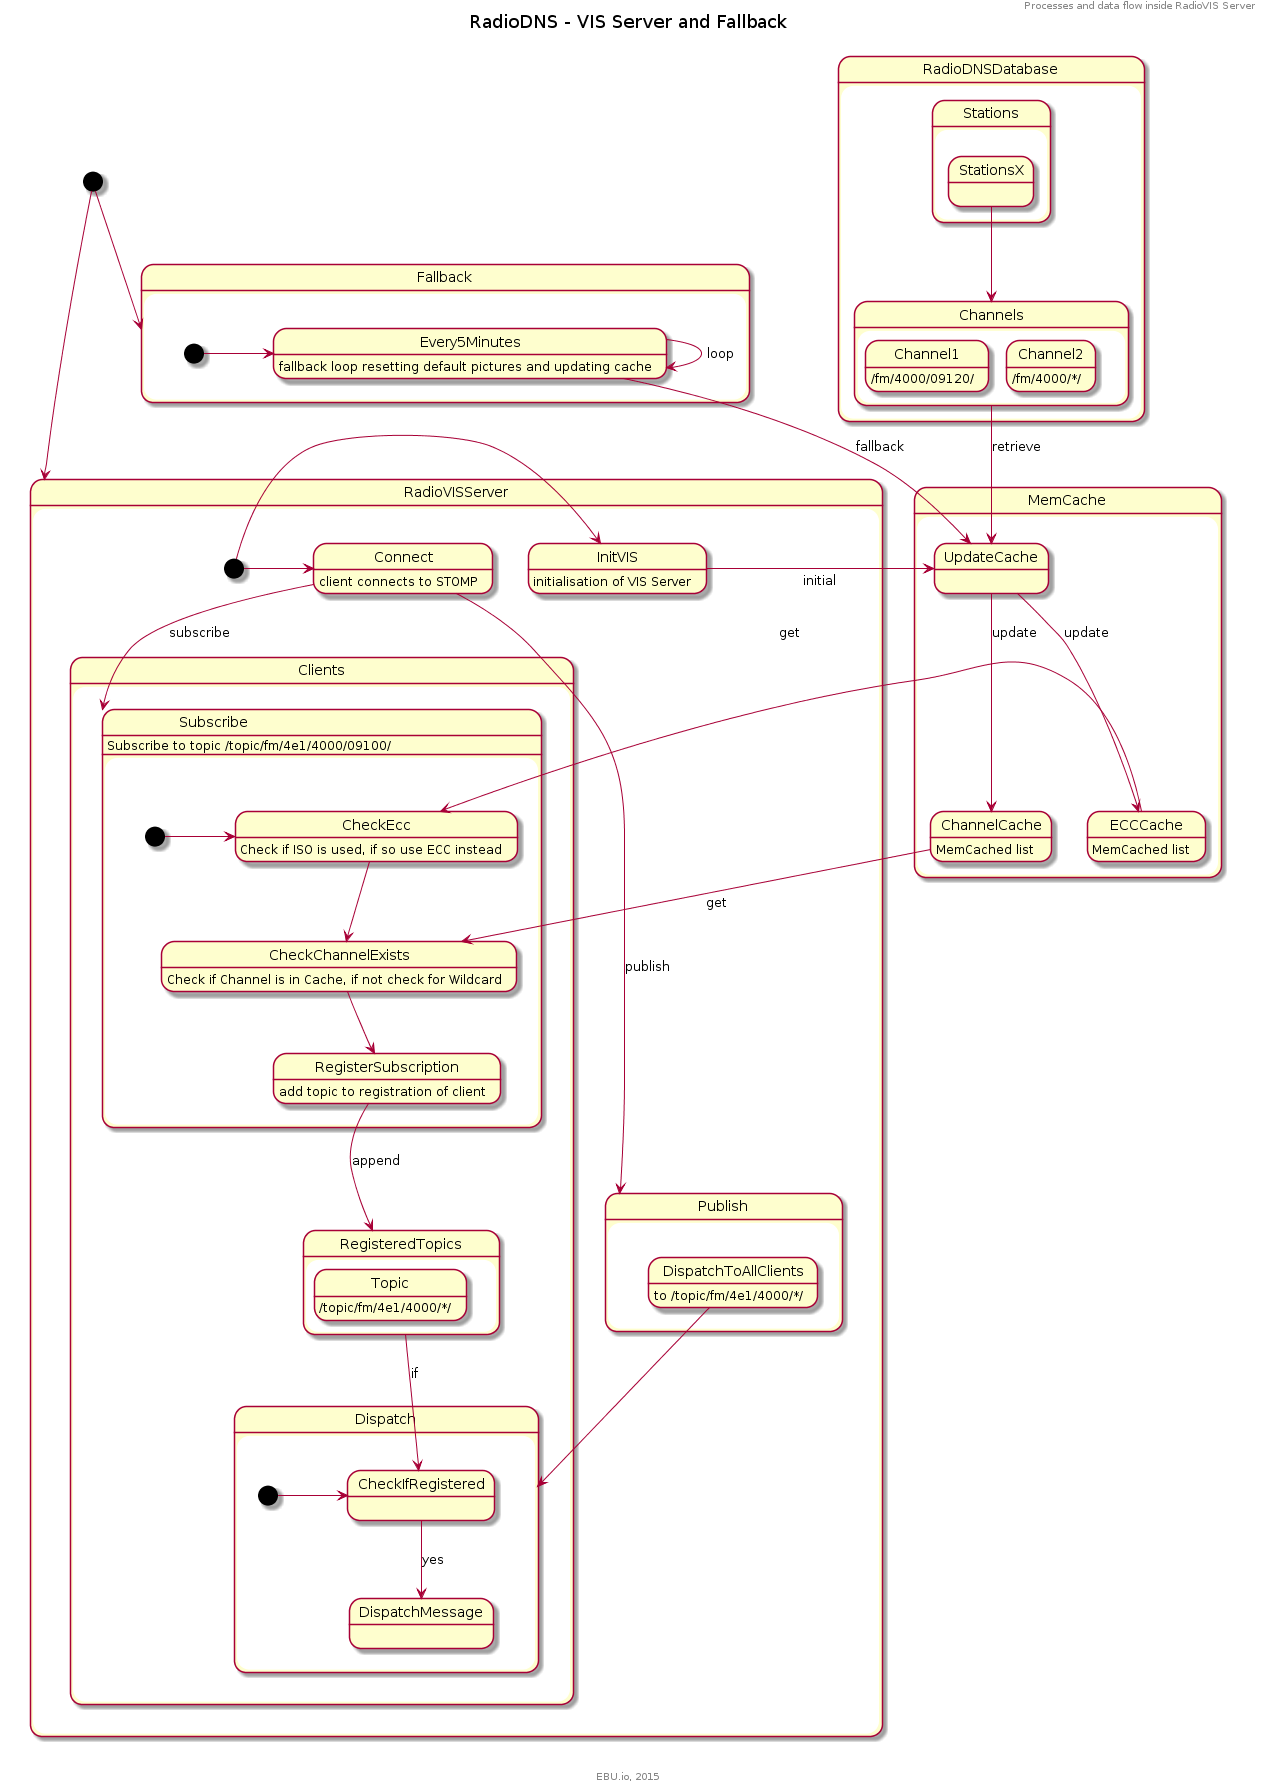 Processes and data flow inside RadioVIS Server
RadioDNS - VIS Server and Fallback
RadioDNSDatabase
Stations
StationsX
Channels
Channel1
/fm/4000/09120/
Channel2
/fm/4000/*/
Fallback
Every5Minutes
fallback loop resetting default pictures and updating cache
loop
fallback
retrieve
RadioVISServer
Connect
client connects to STOMP
InitVIS
initialisation of VIS Server
initial
MemCache
UpdateCache
update
update
ChannelCache
MemCached list
ECCCache
MemCached list
subscribe
get
Clients
Subscribe
Subscribe to topic /topic/fm/4e1/4000/09100/
CheckEcc
Check if ISO is used, if so use ECC instead
get
CheckChannelExists
Check if Channel is in Cache, if not check for Wildcard
publish
RegisterSubscription
add topic to registration of client
append
RegisteredTopics
Topic
/topic/fm/4e1/4000/*/
Publish
DispatchToAllClients
to /topic/fm/4e1/4000/*/
if
Dispatch
CheckIfRegistered
yes
DispatchMessage
EBU.io, 2015